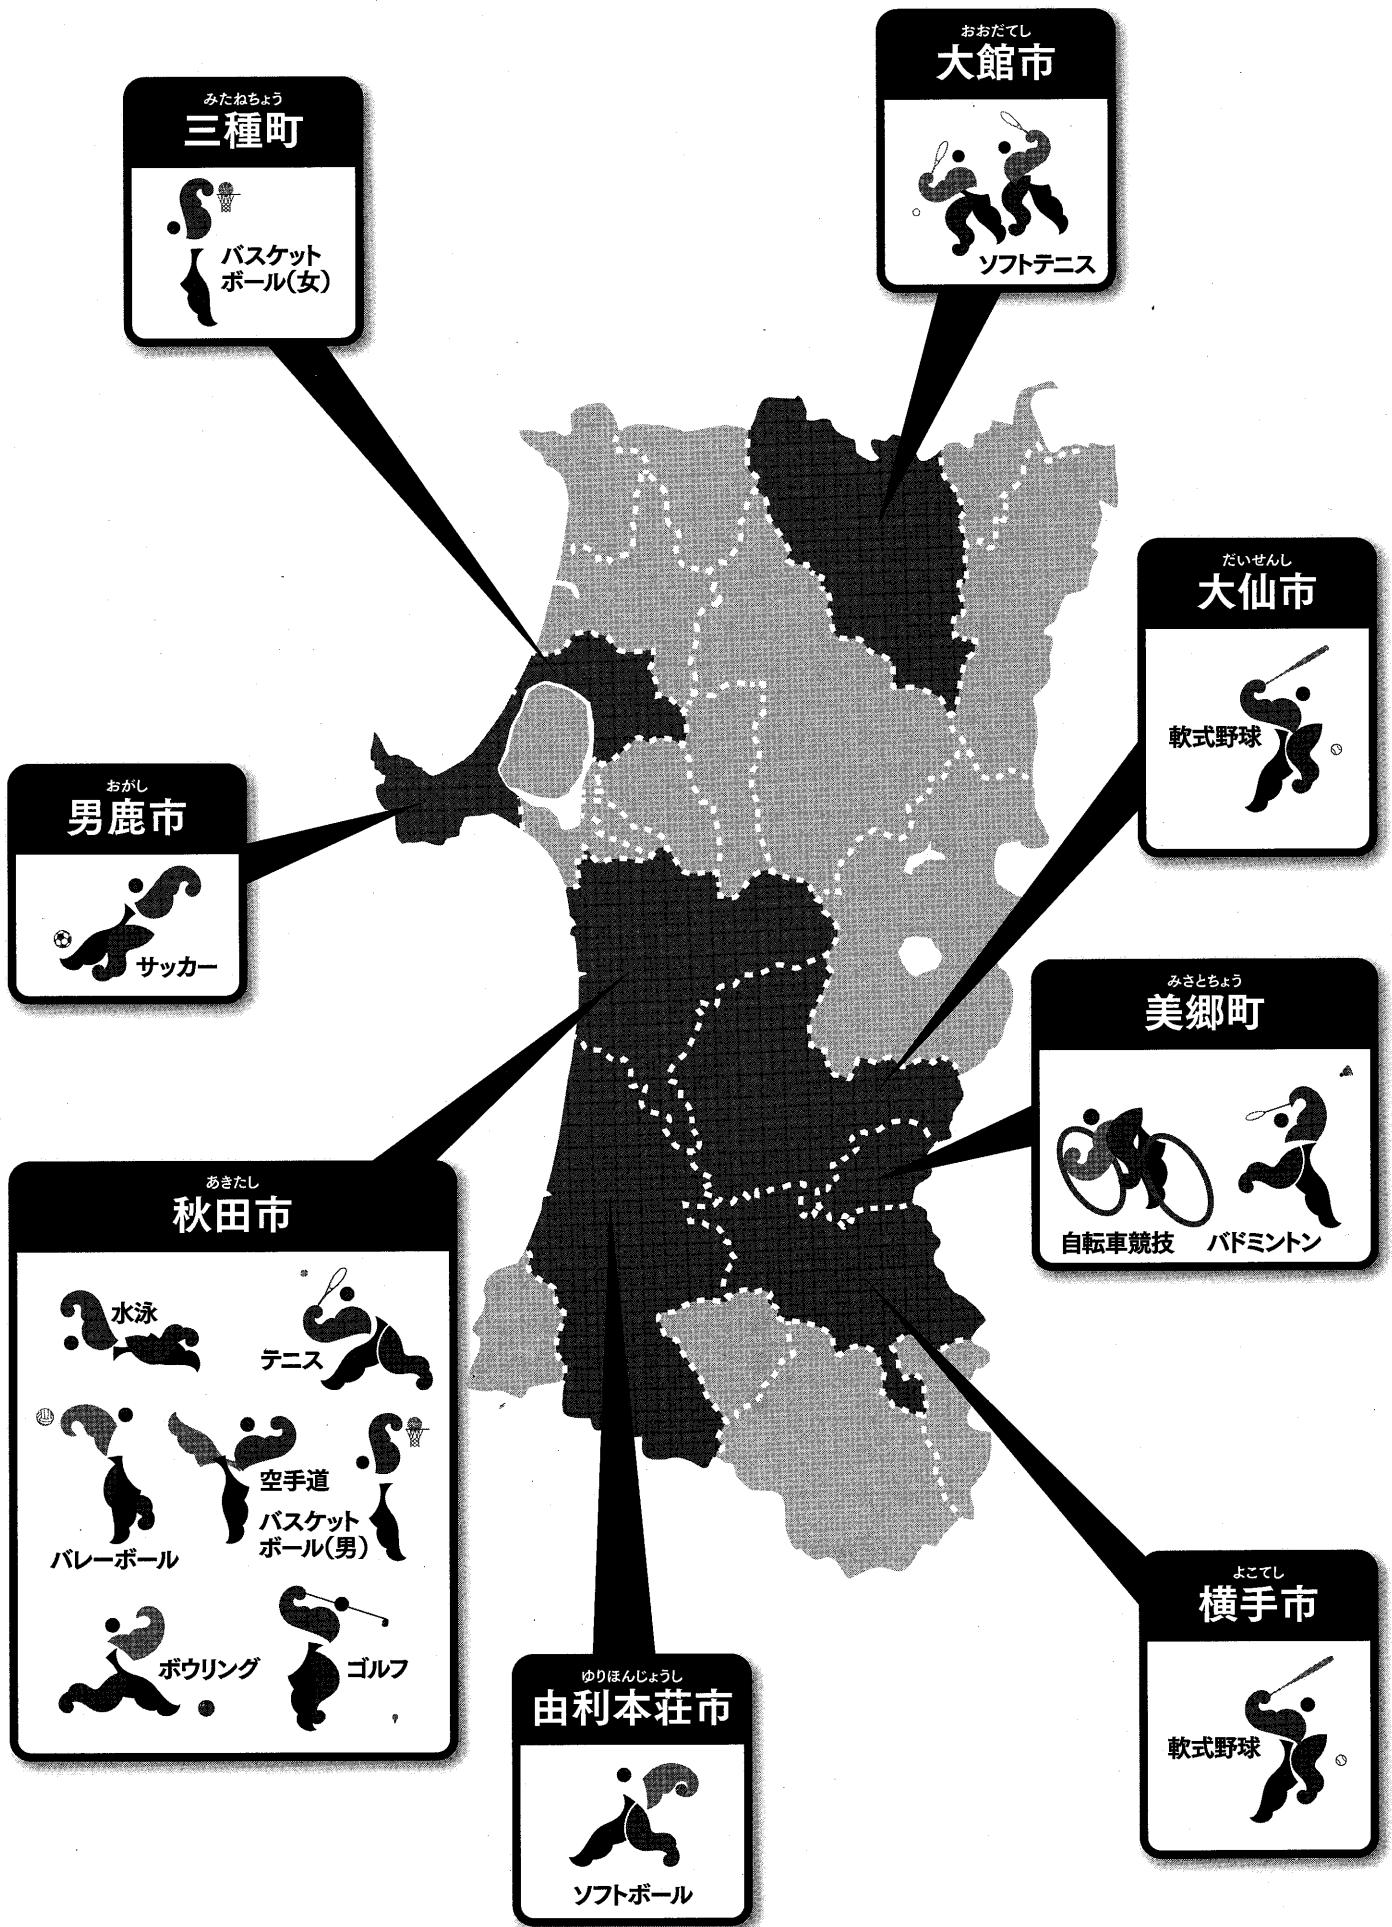 おおだてし
大館市
ソフトテニス
みたねちょう
三種町
バスケット
ボール(女)
だいせんし
大仙市
軟式野球
おがし
男鹿市
サッカー
みさとちょう
美郷町
自転車競技
バドミントン
あきたし
秋田市
水泳
テニス
空手道
バスケット
ボール(男)
バレーボール
ボウリング
ゴルフ
よこてし
横手市
軟式野球
ゆりほんじょうし
由利本荘市
ソフトボール